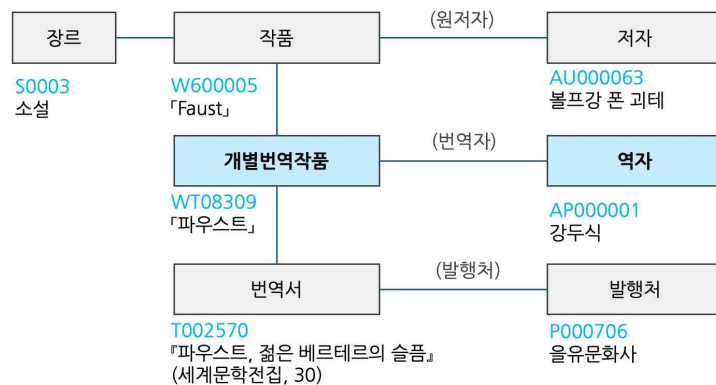 (원저자)
장르
작품
저자
S0003
소설
W600005
「Faust」
AU000063
볼프강 폰 괴테
(번역자)
개별번역작품
역자
WT08309
「파우스트」
AP000001
강두식
(발행처)
번역서
발행처
T002570
『파우스트, 젊은 베르테르의 슬픔』
(세계문학전집, 30)
P000706
을유문화사